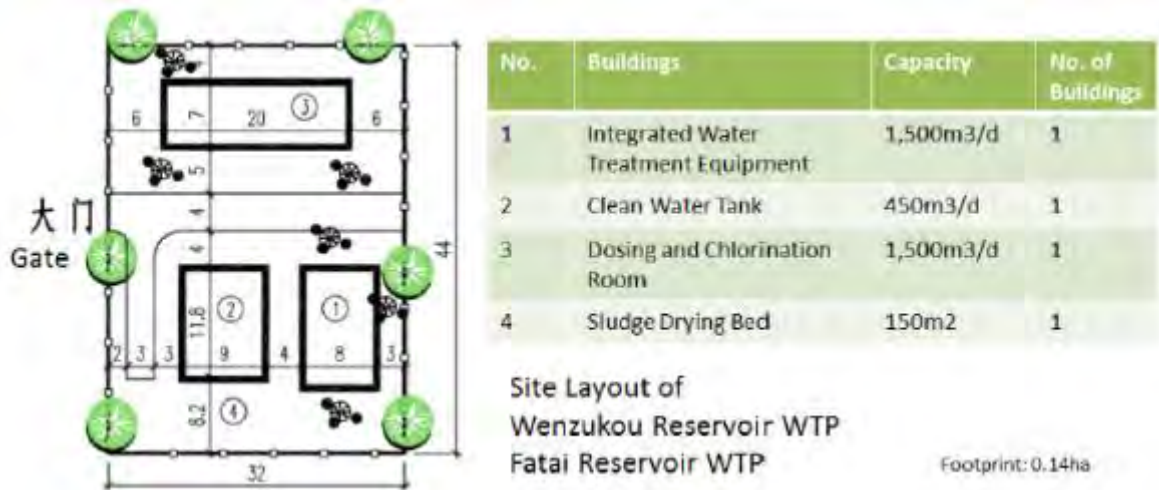 4
6
7
20
③
6
5
4
大门
Gate
4
44
②
①
11.8
2
3
3
9
4
8
3
8.2
④
32
No. Buildings Capacity No. of
Buildings
1 Integrated Water 1,500m3/d 1
Treatment Equipment
2 Clean Water Tank 450m3/d 1
3 Dosing and Chlorination 1,500m3/d 1
Room
4 Sludge Drying Bed 150m2 1
Site Layout of
Wenzukou Reservoir WTP
Fatai Reservoir WTP
Footprint: 0.14ha